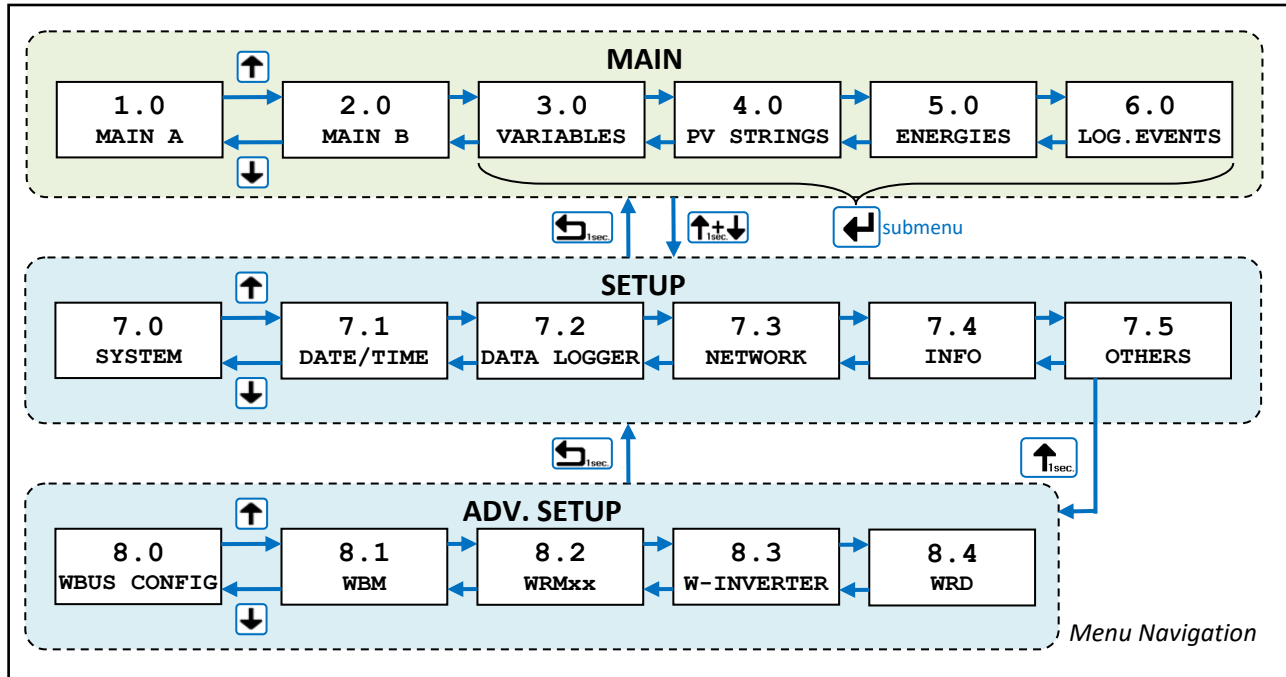 MAIN
1.0
MAIN A
2.0
MAIN B
3.0
VARIABLES
4.0
PV STRINGS
5.0
ENERGIES
6.0
LOG.EVENTS
1sec.
+
1sec.
submenu
SETUP
7.0
SYSTEM
7.1
DATE/TIME
7.2
DATA LOGGER
7.3
NETWORK
7.4
INFO
7.5
OTHERS
1sec.
1sec.
ADV. SETUP
8.0
WBUS CONFIG
8.1
WBM
8.2
WRMxx
8.3
W-INVERTER
8.4
WRD
Menu Navigation